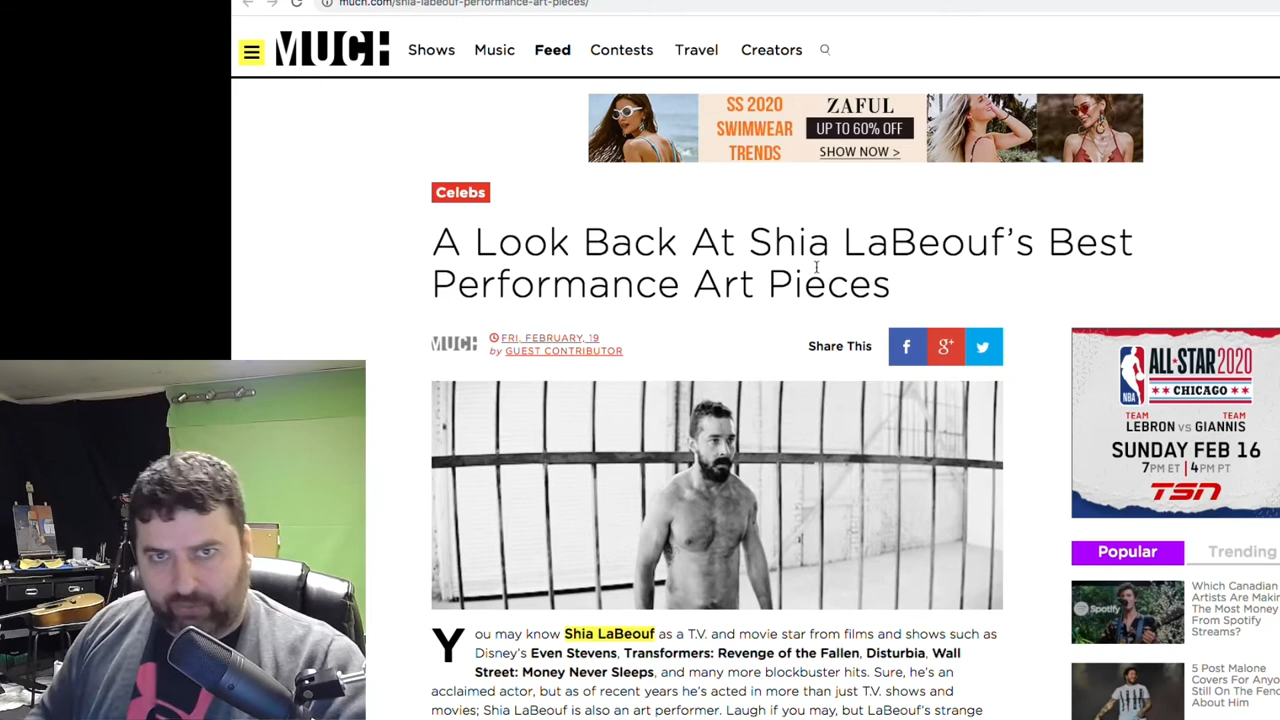 much.com/shia-labeouf-performance-art-pieces/
MUCH Shows Music Feed Contests Travel Creators
SS 2020
SWIMWEAR
TRENDS
ZAFUL
UP TO 60% OFF
SHOW NOW >
Celebs
A Look Back At Shia LaBeouf's Best
Performance Art Pieces
MUCH
FRI, FEBRUARY, 19
by GUEST CONTRIBUTOR
Share This
f
g+
You may know Shia LaBeouf as a T.V. and movie star from films and shows such as
Disney's Even Stevens, Transformers: Revenge of the Fallen, Disturbia, Wall
Street: Money Never Sleeps, and many more blockbuster hits. Sure, he's an
acclaimed actor, but as of recent years he's acted in more than just T.V. shows and
movies; Shia LaBeouf is also an art performer. Laugh if you may, but LaBeouf's strange
NBA
ALL★STAR2020
CHICAGO
TEAM TEAM
LEBRON VS GIANNIS
SUNDAY FEB 16
7PM ET | 4PM PT
TSN
Popular Trending
Spotify
Which Canadian
Artists Are Makin
The Most Money
From Spotify
Streams?
5 Post Malone
Covers For Anyo
Still On The Fenc
About Him